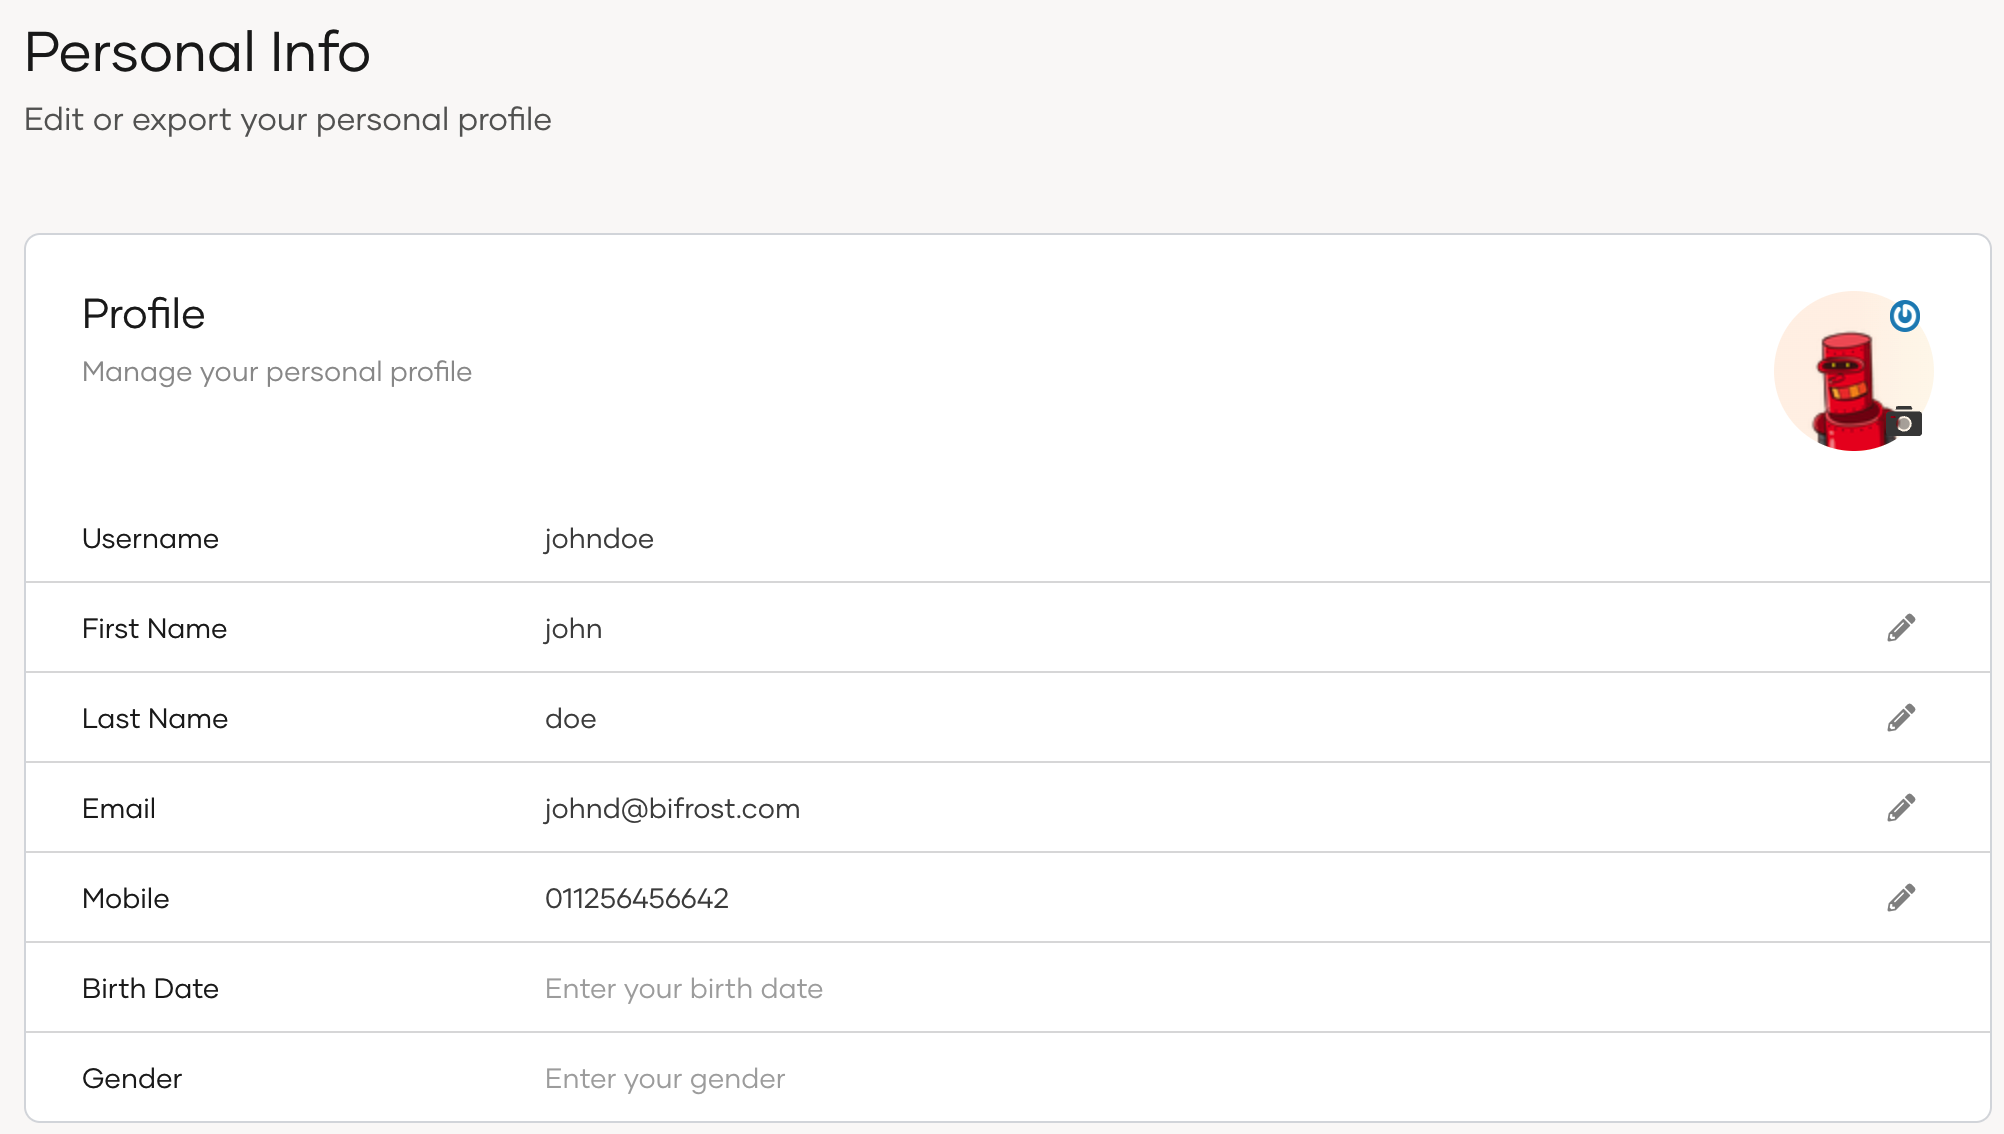 Personal Info
Edit or export your personal profile
Profile
Manage your personal profile
Username johndoe
First Name john
Last Name doe
Email johnd@bifrost.com
Mobile 011256456642
Birth Date Enter your birth date
Gender Enter your gender